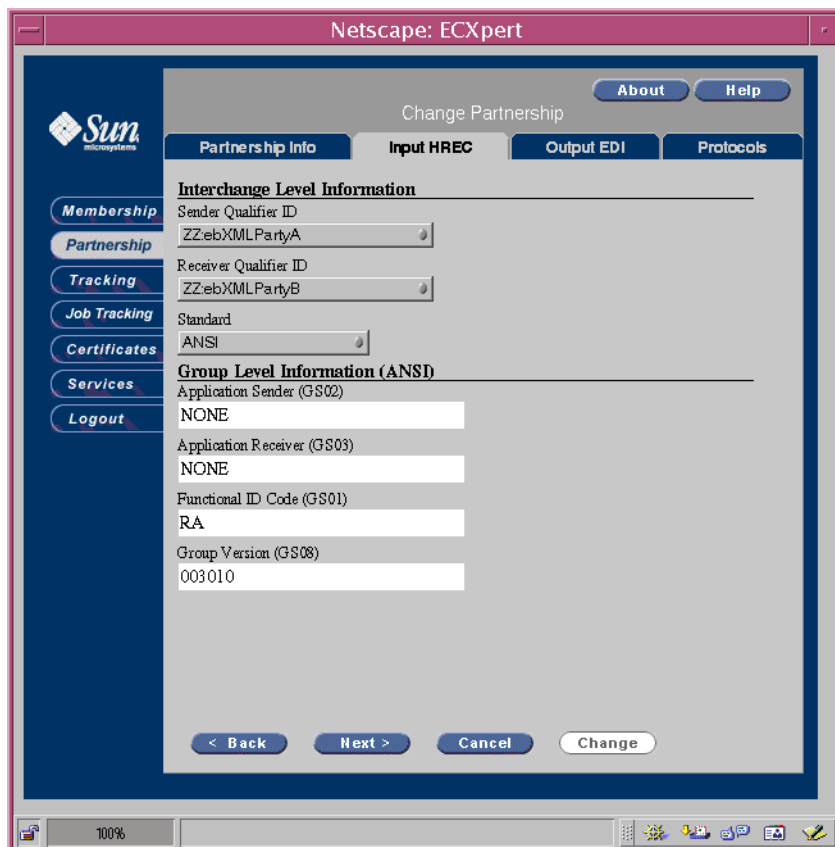 Netscape: ECXpert
About
Help
Change Partnership
Sun
microsystems
Partnership Info
Input HREC
Output EDI
Protocols
Membership
Partnership
Tracking
Job Tracking
Certificates
Services
Logout
Interchange Level Information
Sender Qualifier ID
ZZ:ebXMLPartyA
Receiver Qualifier ID
ZZ:ebXMLPartyB
Standard
ANSI
Group Level Information (ANSI)
Application Sender (GS02)
NONE
Application Receiver (GS03)
NONE
Functional ID Code (GS01)
RA
Group Version (GS08)
003010
< Back
Next >
Cancel
Change
100%